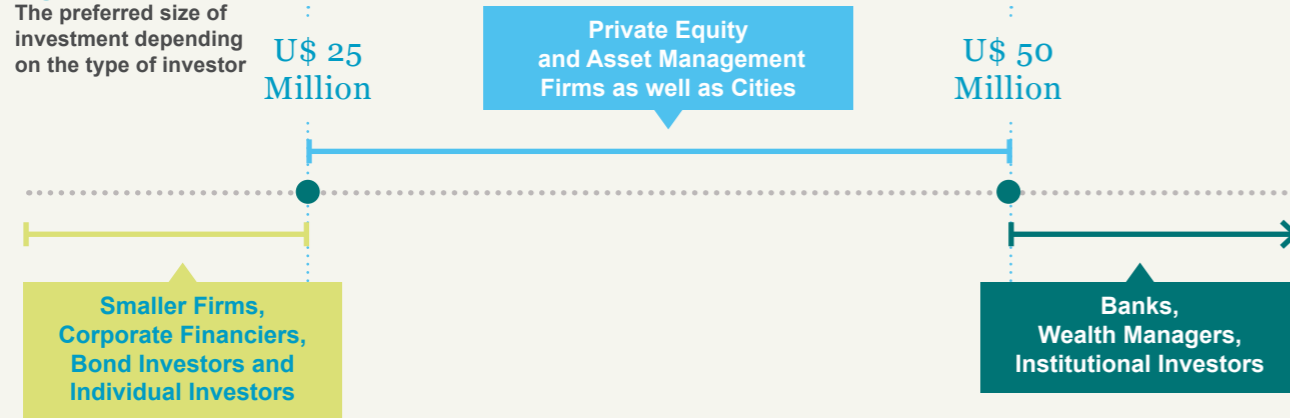 The preferred size of
investment depending
on the type of investor
U$ 25
Million
Private Equity
and Asset Management
Firms as well as Cities
U$ 50
Million
Smaller Firms,
Corporate Financiers,
Bond Investors and
Individual Investors
Banks,
Wealth Managers,
Institutional Investors